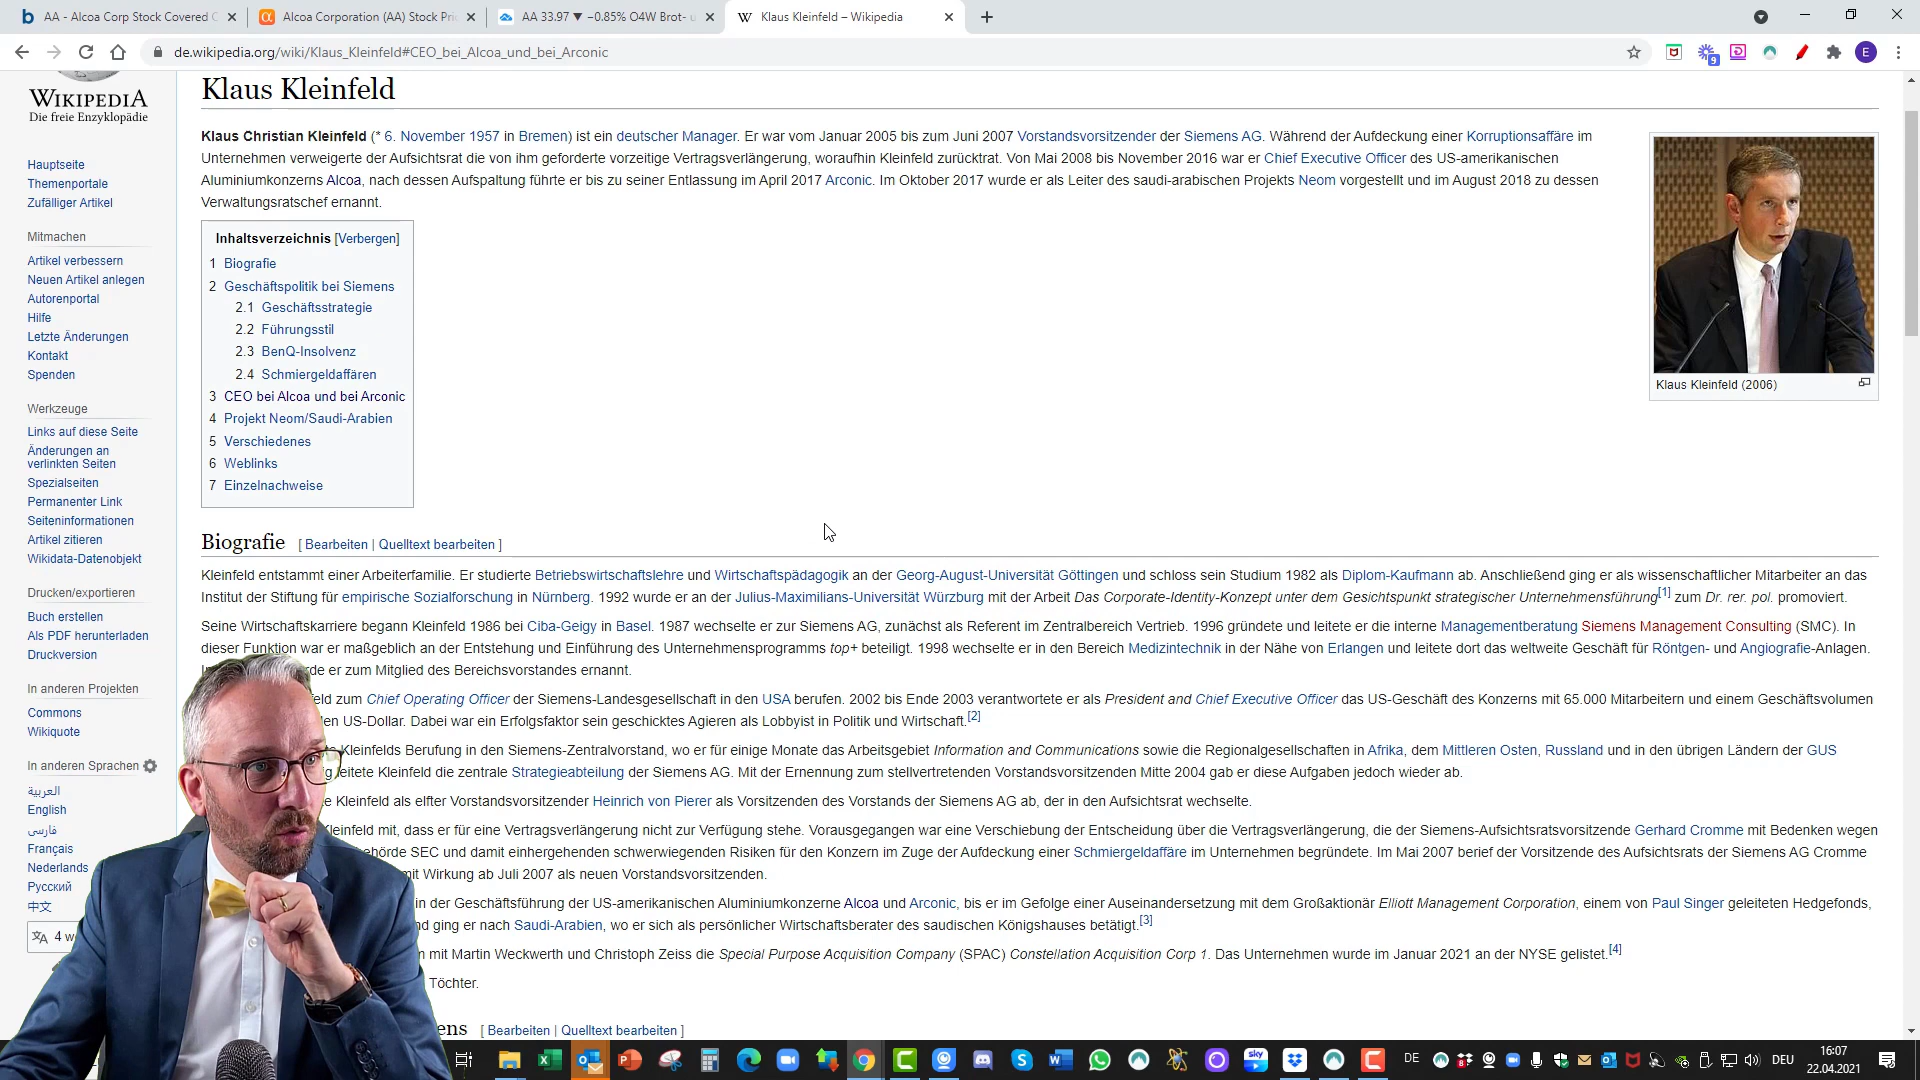 AA - Alcoa Corp Stock Covered C
Alcoa Corporation (AA) Stock Pri
AA 33.97 ▼ −0.85% O4W Brot- u
Klaus Kleinfeld – Wikipedia
de.wikipedia.org/wiki/Klaus_Kleinfeld#CEO_bei_Alcoa_und_bei_Arconic
9
E
WIKIPEDIA
Die freie Enzyklopädie
Hauptseite
Themenportale
Zufälliger Artikel
Mitmachen
Artikel verbessern
Neuen Artikel anlegen
Autorenportal
Hilfe
Letzte Änderungen
Kontakt
Spenden
Werkzeuge
Links auf diese Seite
Änderungen an
verlinkten Seiten
Spezialseiten
Permanenter Link
Seiteninformationen
Artikel zitieren
Wikidata-Datenobjekt
Drucken/exportieren
Buch erstellen
Als PDF herunterladen
Druckversion
In anderen Projekten
Commons
Wikiquote
In anderen Sprachen
العربية
English
فارسی
Français
Nederlands
Русский
中文
4 w
Klaus Kleinfeld
Klaus Christian Kleinfeld (* 6. November 1957 in Bremen) ist ein deutscher Manager. Er war vom Januar 2005 bis zum Juni 2007 Vorstandsvorsitzender der Siemens AG. Während der Aufdeckung einer Korruptionsaffäre im
Unternehmen verweigerte der Aufsichtsrat die von ihm geforderte vorzeitige Vertragsverlängerung, woraufhin Kleinfeld zurücktrat. Von Mai 2008 bis November 2016 war er Chief Executive Officer des US-amerikanischen
Aluminiumkonzerns Alcoa, nach dessen Aufspaltung führte er bis zu seiner Entlassung im April 2017 Arconic. Im Oktober 2017 wurde er als Leiter des saudi-arabischen Projekts Neom vorgestellt und im August 2018 zu dessen
Verwaltungsratschef ernannt.
Klaus Kleinfeld (2006)
Inhaltsverzeichnis [Verbergen]
1 Biografie
2 Geschäftspolitik bei Siemens
2.1 Geschäftsstrategie
2.2 Führungsstil
2.3 BenQ-Insolvenz
2.4 Schmiergeldaffären
3 CEO bei Alcoa und bei Arconic
4 Projekt Neom/Saudi-Arabien
5 Verschiedenes
6 Weblinks
7 Einzelnachweise
Biografie [ Bearbeiten | Quelltext bearbeiten ]
Kleinfeld entstammt einer Arbeiterfamilie. Er studierte Betriebswirtschaftslehre und Wirtschaftspädagogik an der Georg-August-Universität Göttingen und schloss sein Studium 1982 als Diplom-Kaufmann ab. Anschließend ging er als wissenschaftlicher Mitarbeiter an das
Institut der Stiftung für empirische Sozialforschung in Nürnberg. 1992 wurde er an der Julius-Maximilians-Universität Würzburg mit der Arbeit Das Corporate-Identity-Konzept unter dem Gesichtspunkt strategischer Unternehmensführung[1] zum Dr. rer. pol. promoviert.
Seine Wirtschaftskarriere begann Kleinfeld 1986 bei Ciba-Geigy in Basel. 1987 wechselte er zur Siemens AG, zunächst als Referent im Zentralbereich Vertrieb. 1996 gründete und leitete er die interne Managementberatung Siemens Management Consulting (SMC). In
dieser Funktion war er maßgeblich an der Entstehung und Einführung des Unternehmensprogramms top+ beteiligt. 1998 wechselte er in den Bereich Medizintechnik in der Nähe von Erlangen und leitete dort das weltweite Geschäft für Röntgen- und Angiografie-Anlagen.
rde er zum Mitglied des Bereichsvorstandes ernannt.
eld zum Chief Operating Officer der Siemens-Landesgesellschaft in den USA berufen. 2002 bis Ende 2003 verantwortete er als President and Chief Executive Officer das US-Geschäft des Konzerns mit 65.000 Mitarbeitern und einem Geschäftsvolumen
en US-Dollar. Dabei war ein Erfolgsfaktor sein geschicktes Agieren als Lobbyist in Politik und Wirtschaft.[2]
Kleinfelds Berufung in den Siemens-Zentralvorstand, wo er für einige Monate das Arbeitsgebiet Information and Communications sowie die Regionalgesellschaften in Afrika, dem Mittleren Osten, Russland und in den übrigen Ländern der GUS
g leitete Kleinfeld die zentrale Strategieabteilung der Siemens AG. Mit der Ernennung zum stellvertretenden Vorstandsvorsitzenden Mitte 2004 gab er diese Aufgaben jedoch wieder ab.
e Kleinfeld als elfter Vorstandsvorsitzender Heinrich von Pierer als Vorsitzenden des Vorstands der Siemens AG ab, der in den Aufsichtsrat wechselte.
leinfeld mit, dass er für eine Vertragsverlängerung nicht zur Verfügung stehe. Vorausgegangen war eine Verschiebung der Entscheidung über die Vertragsverlängerung, die der Siemens-Aufsichtsratsvorsitzende Gerhard Cromme mit Bedenken wegen
ehörde SEC und damit einhergehenden schwerwiegenden Risiken für den Konzern im Zuge der Aufdeckung einer Schmiergeldaffäre im Unternehmen begründete. Im Mai 2007 berief der Vorsitzende des Aufsichtsrats der Siemens AG Cromme
mit Wirkung ab Juli 2007 als neuen Vorstandsvorsitzenden.
in der Geschäftsführung der US-amerikanischen Aluminiumkonzerne Alcoa und Arconic, bis er im Gefolge einer Auseinandersetzung mit dem Großaktionär Elliott Management Corporation, einem von Paul Singer geleiteten Hedgefonds,
d ging er nach Saudi-Arabien, wo er sich als persönlicher Wirtschaftsberater des saudischen Königshauses betätigt.[3]
n mit Martin Weckwerth und Christoph Zeiss die Special Purpose Acquisition Company (SPAC) Constellation Acquisition Corp 1. Das Unternehmen wurde im Januar 2021 an der NYSE gelistet.[4]
Töchter.
ens [ Bearbeiten | Quelltext bearbeiten ]
sky
DE
DEU
16:07
22.04.2021